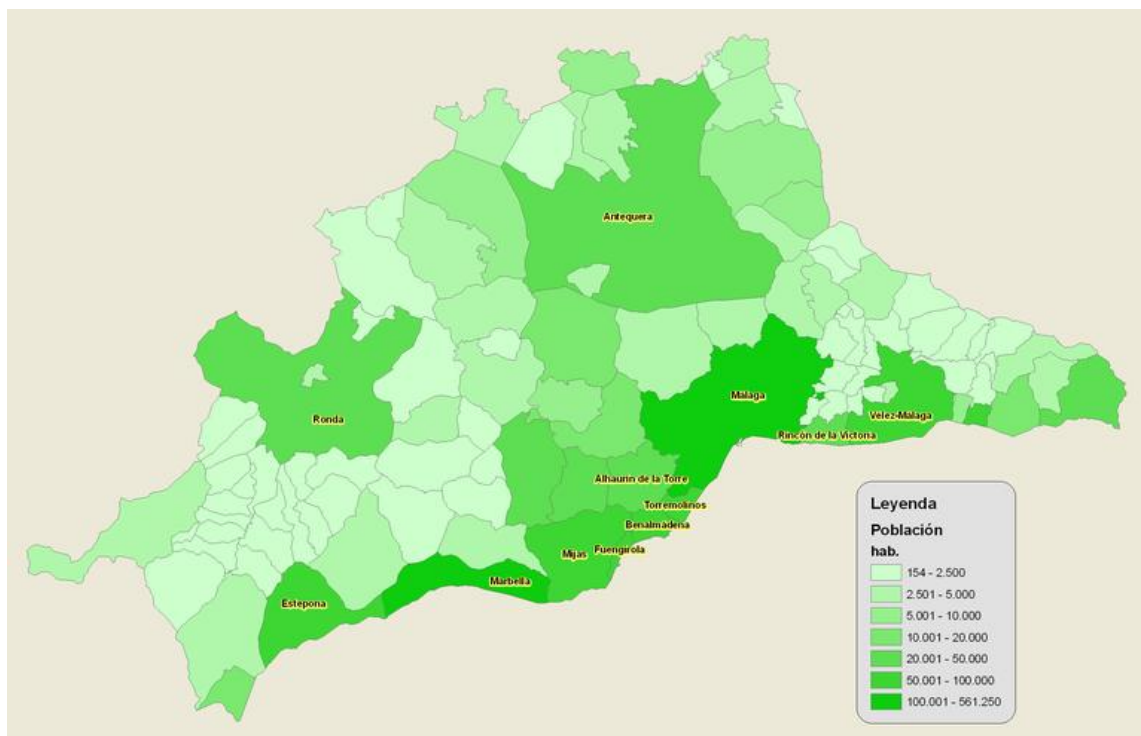 Antequera
Málaga
Ronda
Velez-Málaga
Rincón de la Victoria
Alhaurín de la Torre
Torremolinos
Benalmadena
Fuengirola
Mijas
Marbella
Estepona
Leyenda
Población
hab.
154 - 2.500
2.501 - 5.000
5.001 - 10.000
10.001 - 20.000
20.001 - 50.000
50.001 - 100.000
100.001 - 561.250